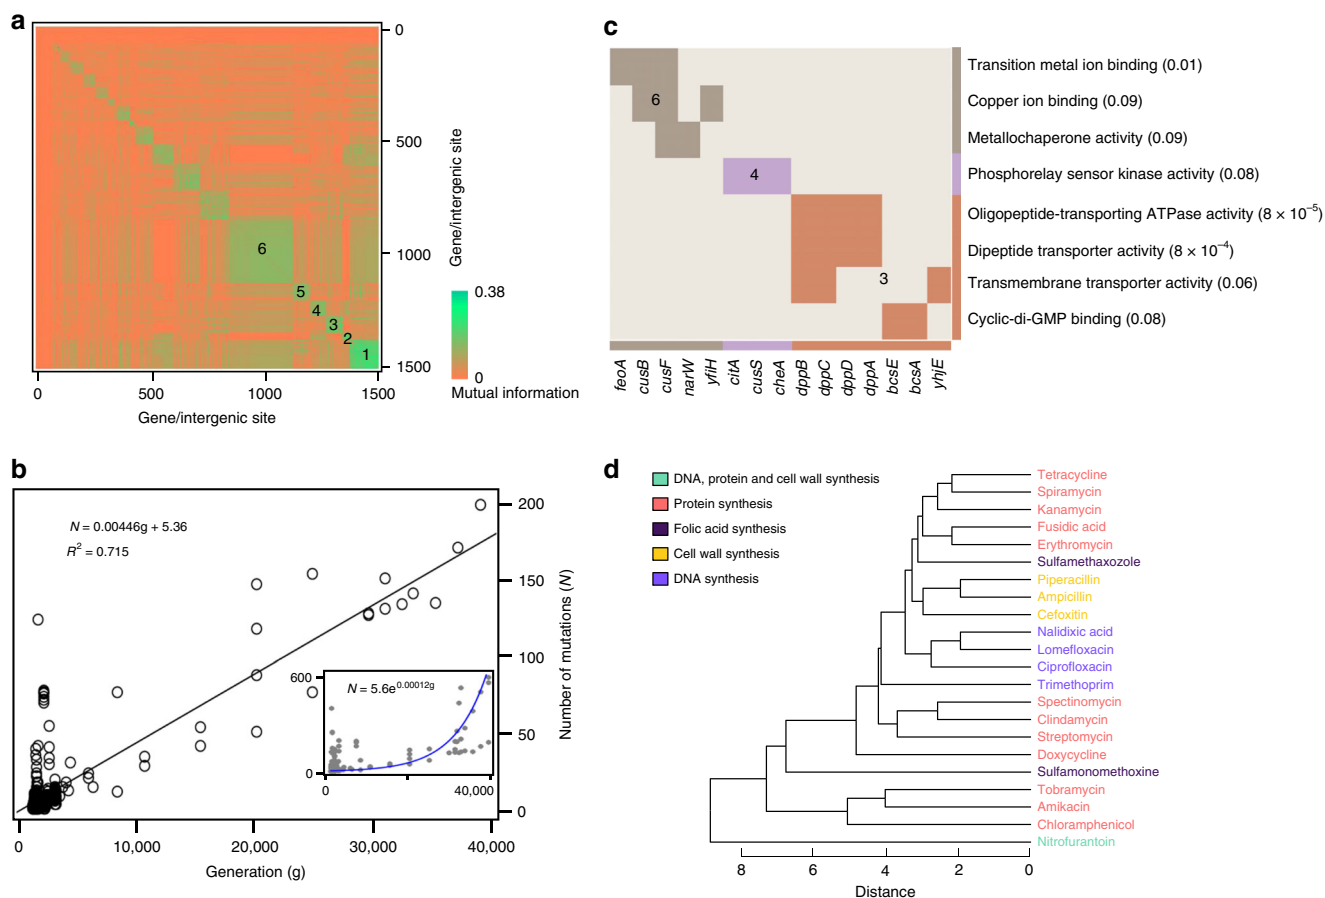 a
0
500
1000
1500
Gene/intergenic site
6
5
4
3
2
1
0.38
0
Mutual information
0
500
1000
1500
Gene/intergenic site
c
6
4
3
Transition metal ion binding (0.01)
Copper ion binding (0.09)
Metallochaperone activity (0.09)
Phosphorelay sensor kinase activity (0.08)
Oligopeptide-transporting ATPase activity (8 × 10⁻⁵)
Dipeptide transporter activity (8 × 10⁻⁴)
Transmembrane transporter activity (0.06)
Cyclic-di-GMP binding (0.08)
feoA
cusB
cusF
narW
yfiH
citA
cusS
cheA
dppB
dppC
dppD
dppA
bcsE
bcsA
yhjE
b
N = 0.00446g + 5.36
R² = 0.715
200
150
100
50
0
Number of mutations (N)
600
0
N = 5.6e^0.00012g
0
40,000
0
10,000
20,000
30,000
40,000
Generation (g)
d
DNA, protein and cell wall synthesis
Protein synthesis
Folic acid synthesis
Cell wall synthesis
DNA synthesis
Tetracycline
Spiramycin
Kanamycin
Fusidic acid
Erythromycin
Sulfamethaxozole
Piperacillin
Ampicillin
Cefoxitin
Nalidixic acid
Lomefloxacin
Ciprofloxacin
Trimethoprim
Spectinomycin
Clindamycin
Streptomycin
Doxycycline
Sulfamonomethoxine
Tobramycin
Amikacin
Chloramphenicol
Nitrofurantoin
8
6
4
2
0
Distance